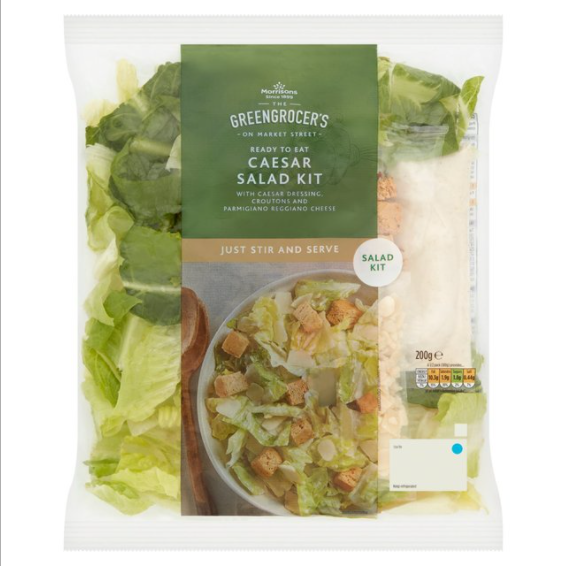 Morrisons
Since 1899
THE
GREENGROCER'S
ON MARKET STREET
READY TO EAT
CAESAR
SALAD KIT
WITH CAESAR DRESSING,
CROUTONS AND
PARMIGIANO REGGIANO CHEESE
JUST STIR AND SERVE
SALAD
KIT
200g ℮